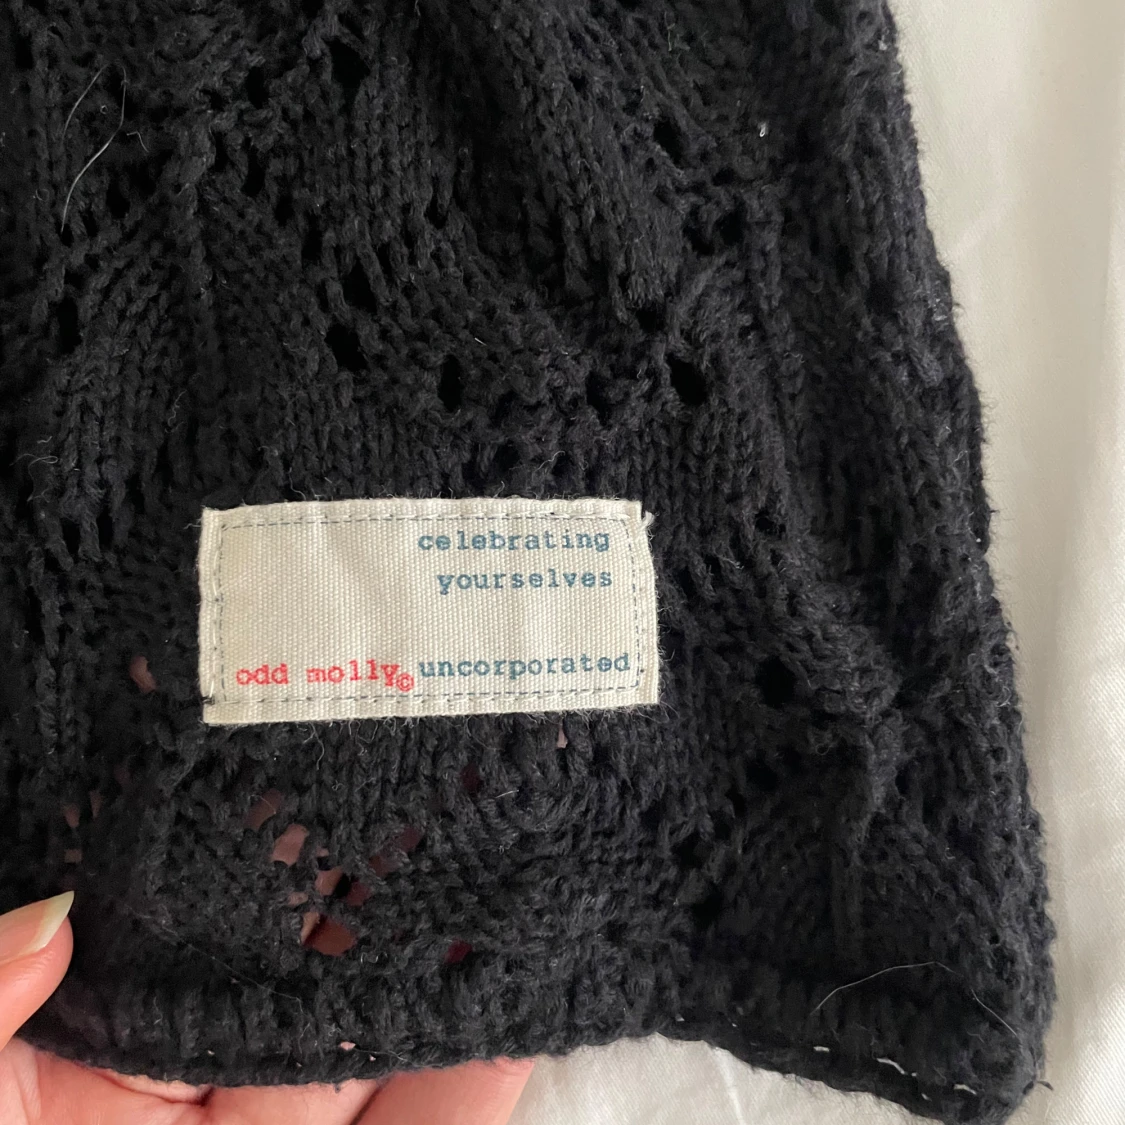 celebrating
yourselves
odd molly© uncorporated